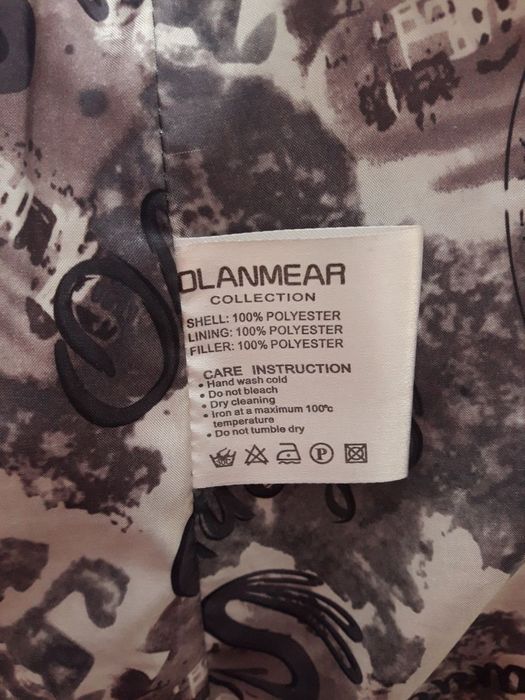 OLANMEAR
COLLECTION
SHELL: 100% POLYESTER
LINING: 100% POLYESTER
FILLER: 100% POLYESTER
CARE INSTRUCTION
• Hand wash cold
• Do not bleach
• Dry cleaning
• Iron at a maximum 100°c
temperature
• Do not tumble dry
P